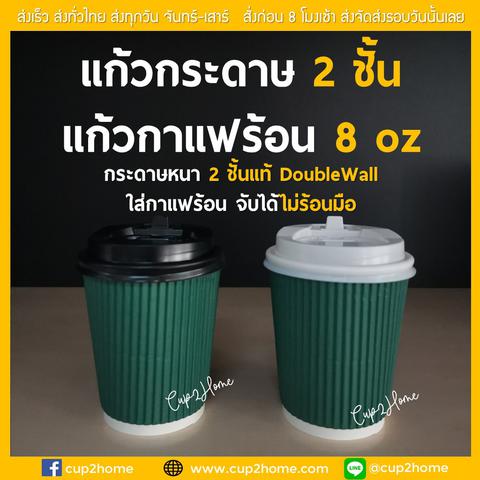 ส่งเร็ว ส่งทั่วไทย ส่งทุกวัน จันทร์-เสาร์ สั่งก่อน 8 โมงเช้า ส่งจัดส่งรอบวันนั้นเลย
แก้วกระดาษ 2 ชั้น
แก้วกาแฟร้อน 8 oz
กระดาษหนา 2 ชั้นแท้ DoubleWall
ใส่กาแฟร้อน จับได้ไม่ร้อนมือ
Cup2Home Cup2Home
cup2home www.cup2home.com @cup2home